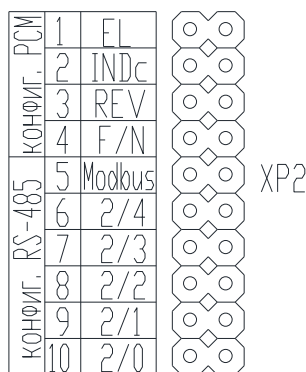 КОНФИГ. PCM
1 EL
2 INDc
3 REV
4 F/N
КОНФИГ. RS-485
5 Modbus
6 2/4
7 2/3
8 2/2
9 2/1
10 2/0
XP2